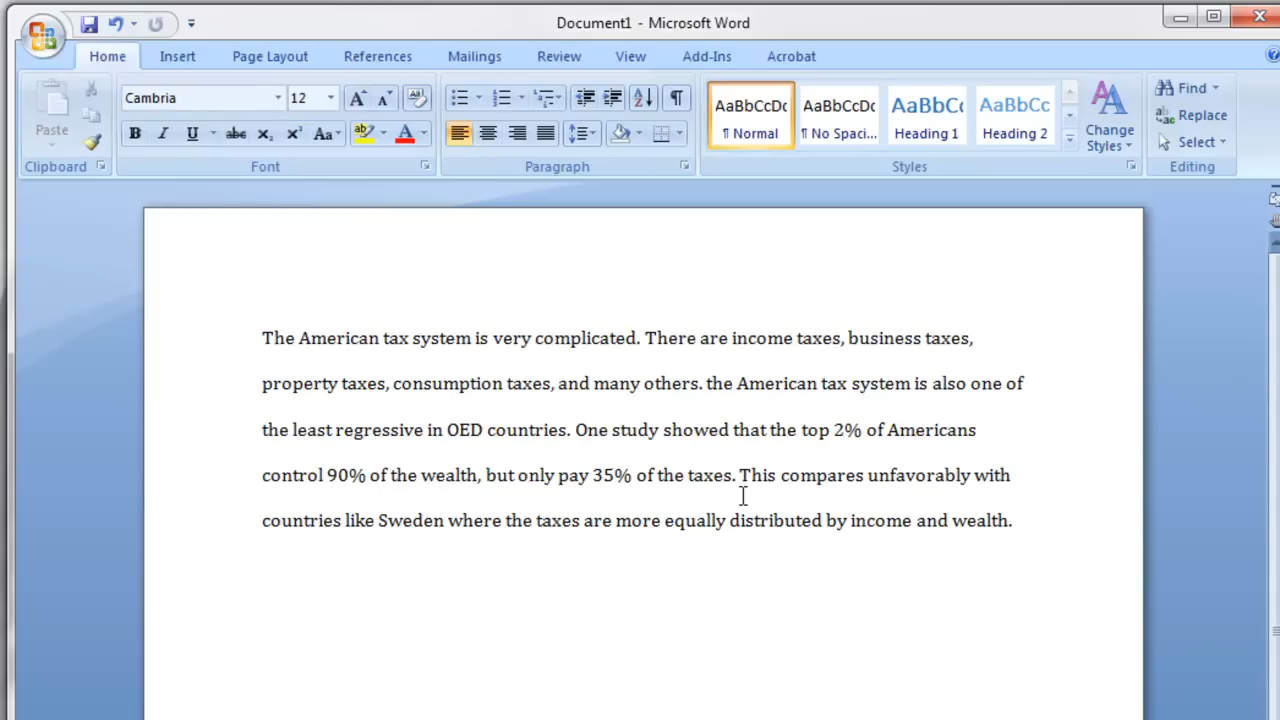 Document1 - Microsoft Word
Home Insert Page Layout References Mailings Review View Add-Ins Acrobat
Paste
Clipboard
Cambria 12
B I U abc x₂ x² Aa
Font
Paragraph
AaBbCcDc AaBbCcDc AaBbCc AaBbCc
¶ Normal ¶ No Spaci... Heading 1 Heading 2
Change Styles
Styles
Find
Replace
Select
Editing
The American tax system is very complicated. There are income taxes, business taxes,
property taxes, consumption taxes, and many others. the American tax system is also one of
the least regressive in OED countries. One study showed that the top 2% of Americans
control 90% of the wealth, but only pay 35% of the taxes. This compares unfavorably with
countries like Sweden where the taxes are more equally distributed by income and wealth.